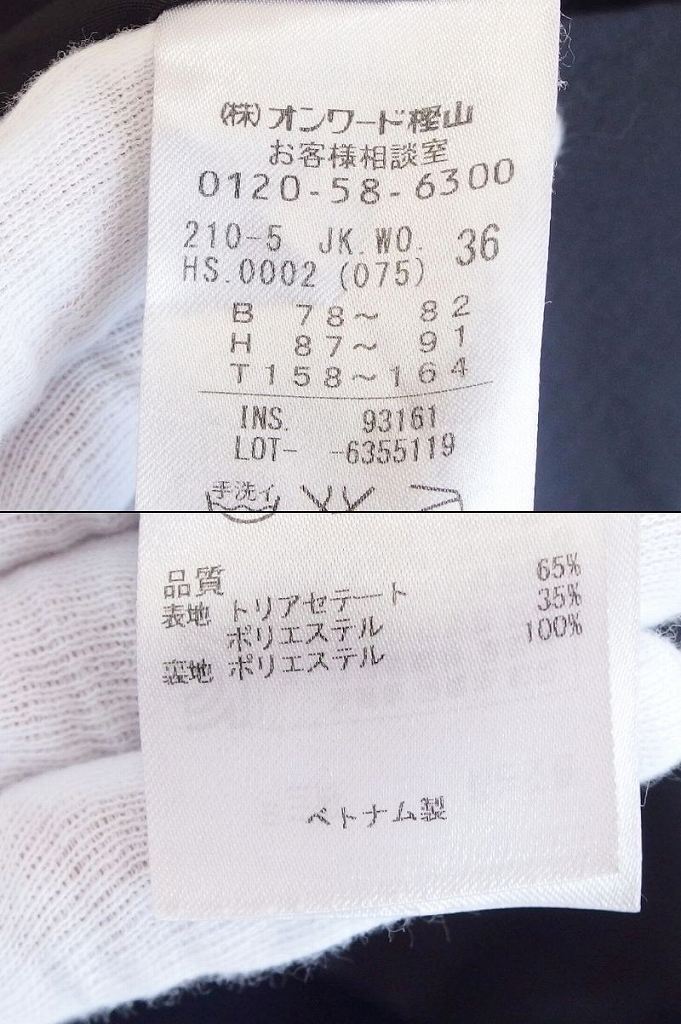 (株)オンワード樫山
お客様相談室
0120-58-6300
210-5 JK.WO. 36
HS.0002 (075)
B 78～ 82
H 87～ 91
T158～164
INS. 93161
LOT- -6355119
手洗イ
品質
表地 トリアセテート 65%
ポリエステル 35%
裏地 ポリエステル 100%
ベトナム製